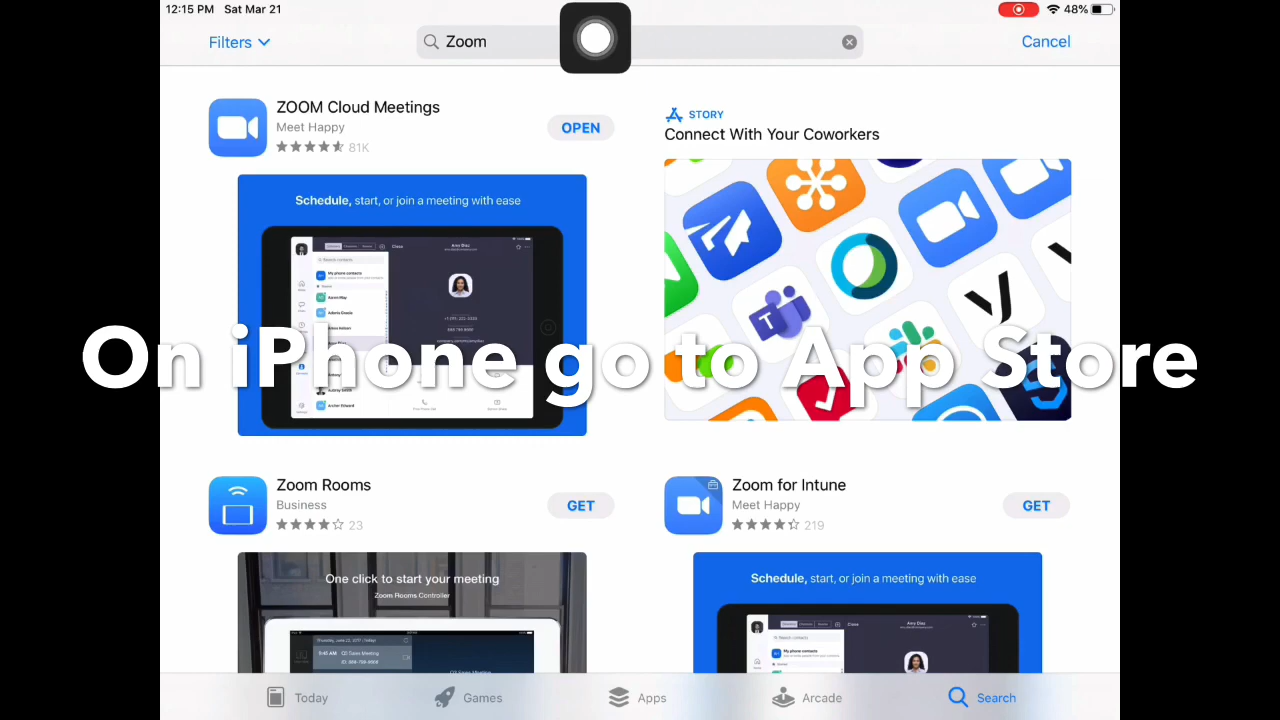 12:15 PM Sat Mar 21
48%
Filters
Zoom
Cancel
ZOOM Cloud Meetings
Meet Happy
81K
OPEN
STORY
Connect With Your Coworkers
Schedule, start, or join a meeting with ease
On iPhone go to App Store
Zoom Rooms
Business
23
GET
Zoom for Intune
Meet Happy
219
GET
One click to start your meeting
Zoom Rooms Controller
Schedule, start, or join a meeting with ease
Today
Games
Apps
Arcade
Search